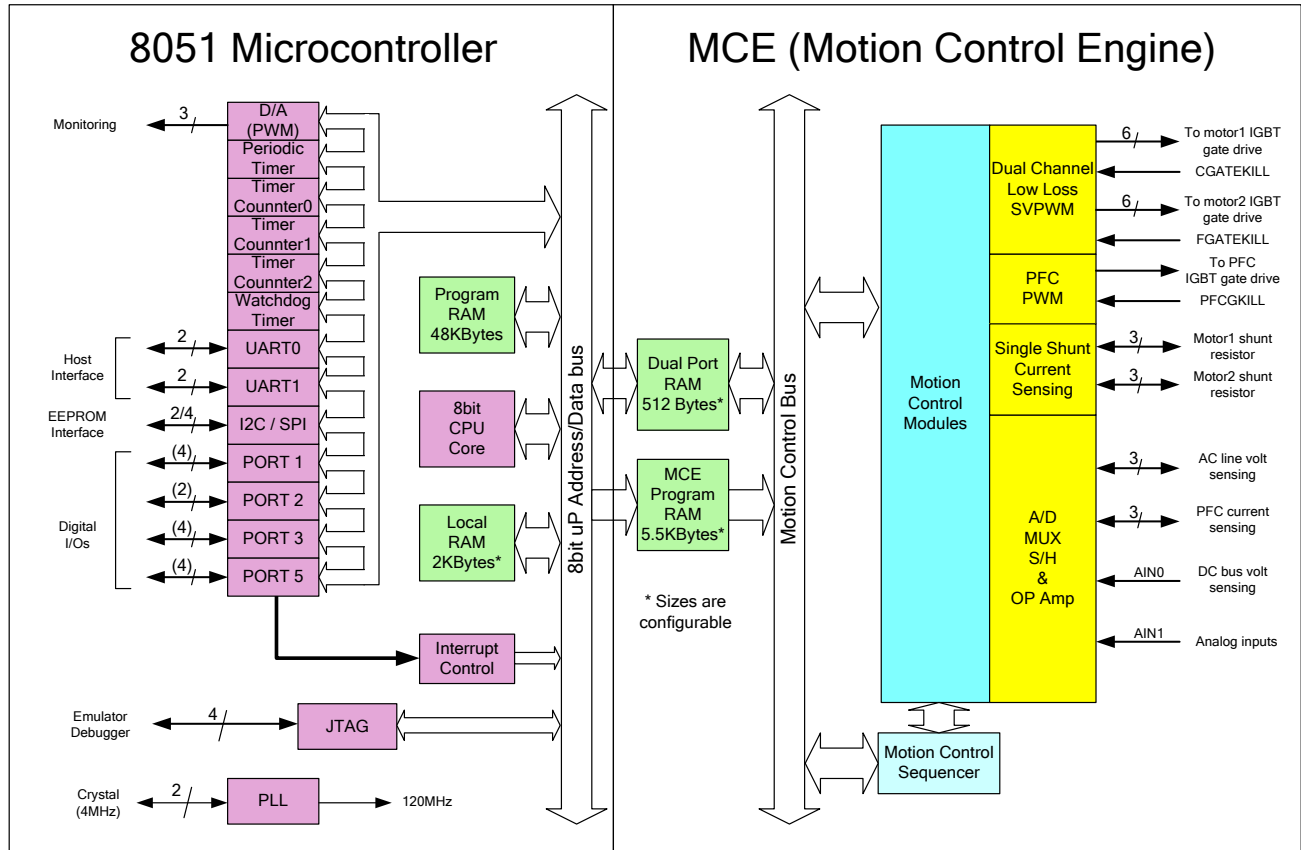 8051 Microcontroller
MCE (Motion Control Engine)
Monitoring
3
D/A
(PWM)
Periodic
Timer
Timer
Counnter0
Timer
Counnter1
Timer
Counnter2
Watchdog
Timer
Host
Interface
2
UART0
2
UART1
EEPROM
Interface
2/4
I2C / SPI
Digital
I/Os
(4)
PORT 1
(2)
PORT 2
(4)
PORT 3
(4)
PORT 5
Program
RAM
48KBytes
8bit
CPU
Core
Local
RAM
2KBytes*
Interrupt
Control
Emulator
Debugger
4
JTAG
Crystal
(4MHz)
2
PLL
120MHz
8bit uP Address/Data bus
Dual Port
RAM
512 Bytes*
MCE
Program
RAM
5.5KBytes*
* Sizes are
configurable
Motion Control Bus
Motion
Control
Modules
Motion Control
Sequencer
Dual Channel
Low Loss
SVPWM
PFC
PWM
Single Shunt
Current
Sensing
A/D
MUX
S/H
&
OP Amp
6
To motor1 IGBT
gate drive
CGATEKILL
6
To motor2 IGBT
gate drive
FGATEKILL
To PFC
IGBT gate drive
PFCGKILL
3
Motor1 shunt
resistor
3
Motor2 shunt
resistor
3
AC line volt
sensing
3
PFC current
sensing
AIN0
DC bus volt
sensing
AIN1
Analog inputs